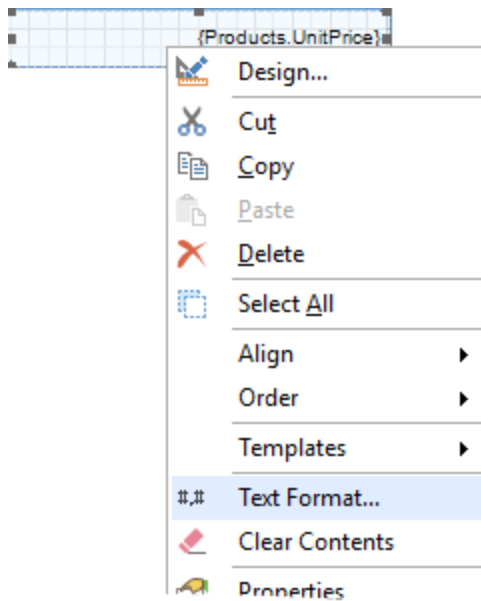 {Products.UnitPrice}
Design...
Cut
Copy
Paste
Delete
Select All
Align
Order
Templates
#,# Text Format...
Clear Contents
Properties